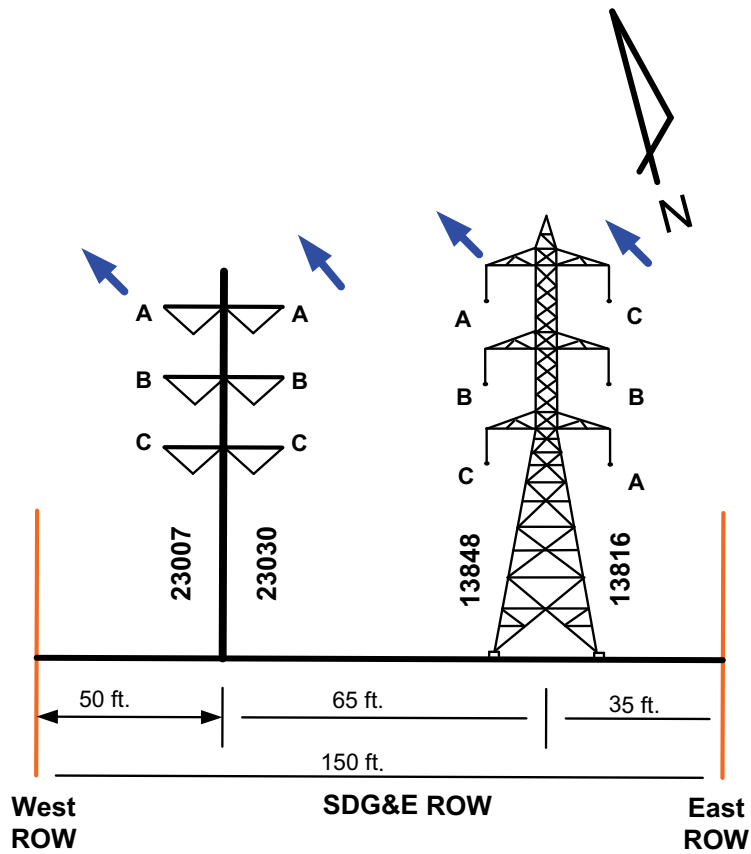 N
A A
B B
C C
A C
B B
C A
23007
23030
13848
13816
50 ft. 65 ft. 35 ft.
150 ft.
West
ROW
SDG&E ROW
East
ROW